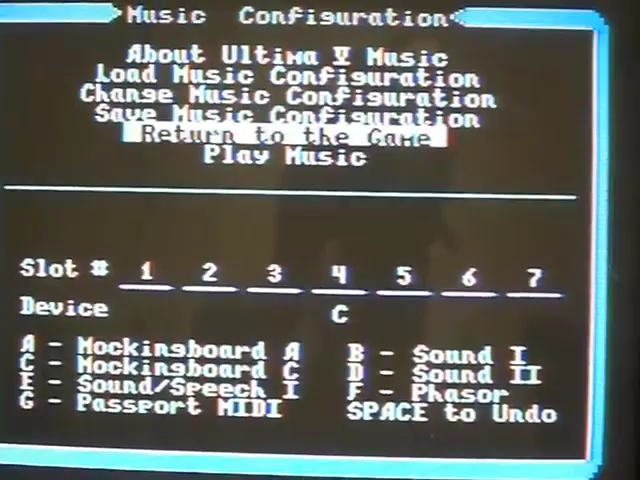 Music Configuration
About Ultima V Music
Load Music Configuration
Change Music Configuration
Save Music Configuration
Return to the Game
Play Music
Slot # 1 2 3 4 5 6 7
Device C
A - Mockingboard A B - Sound I
C - Mockingboard C D - Sound II
E - Sound/Speech I F - Phasor
G - Passport MIDI SPACE to Undo